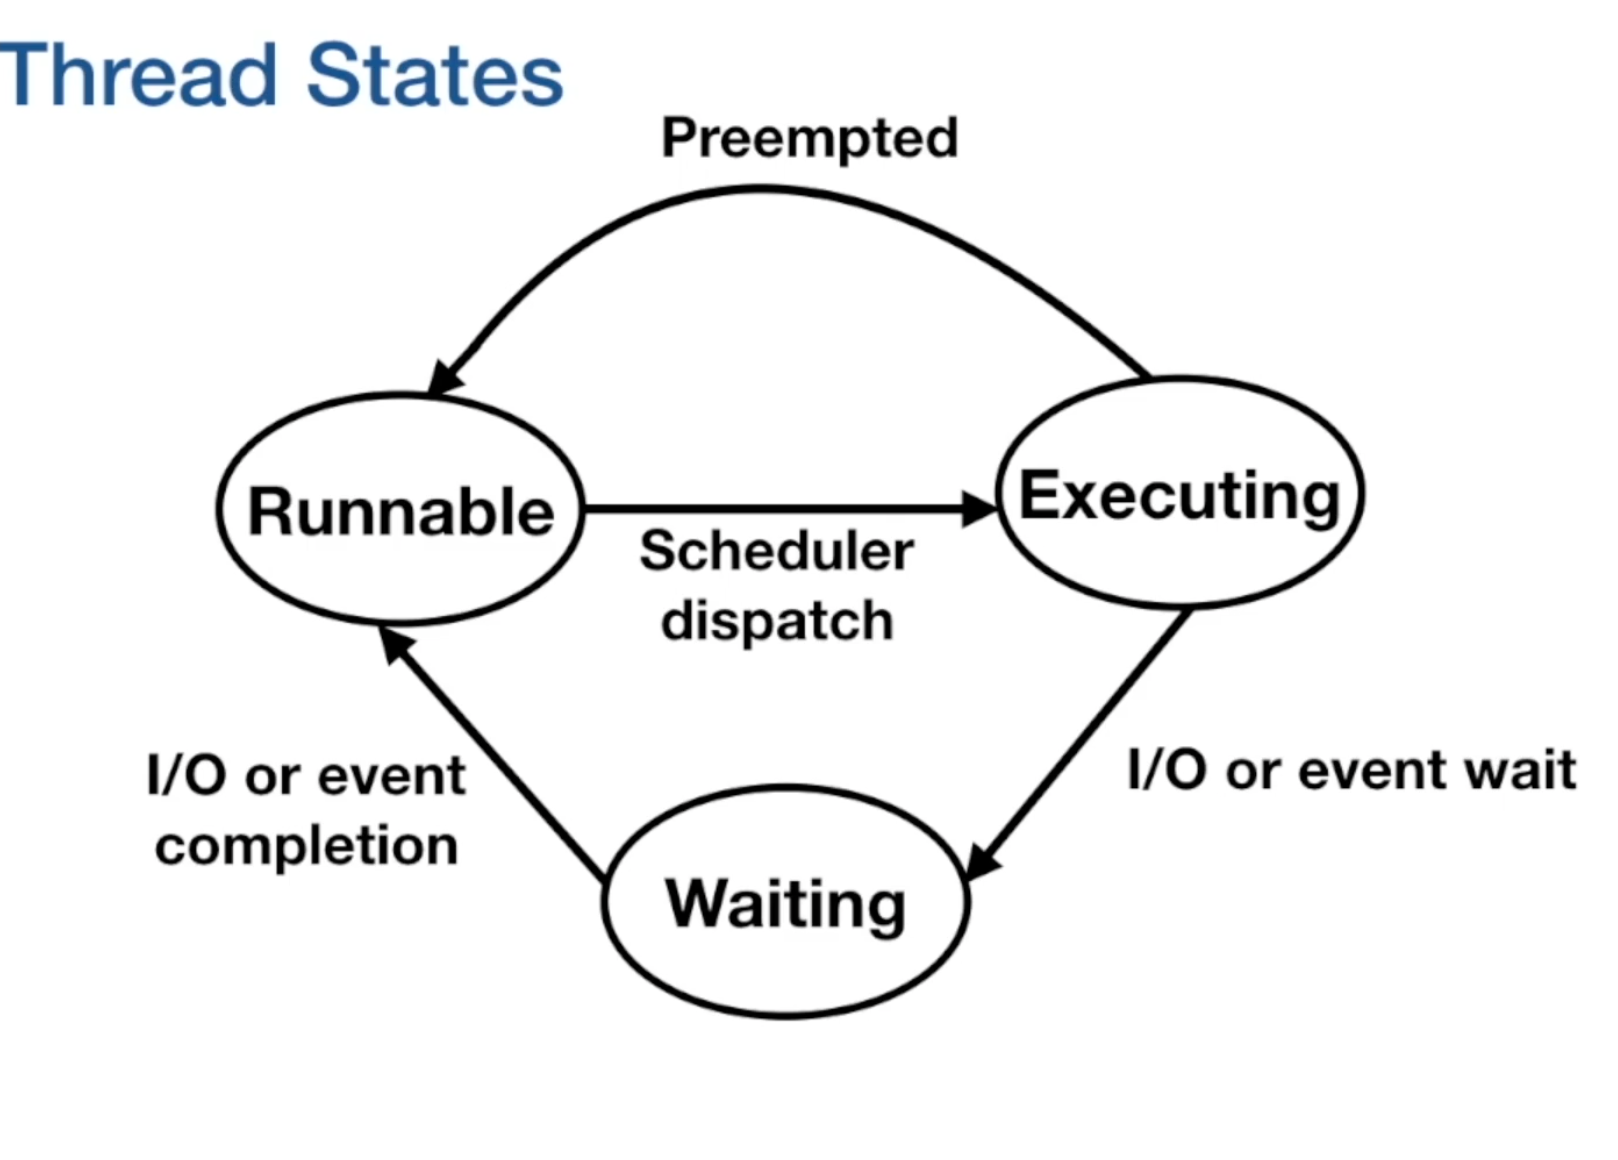 Thread States
Preempted
Runnable
Executing
Scheduler
dispatch
I/O or event
completion
I/O or event wait
Waiting